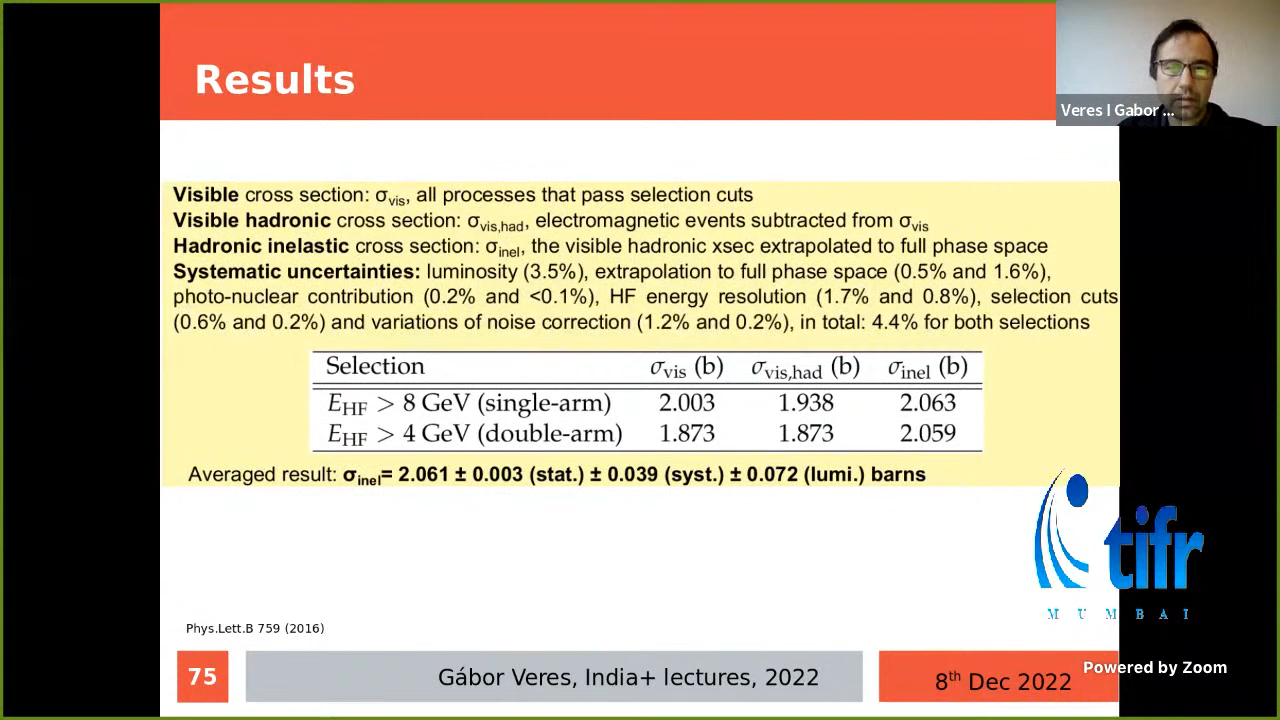 Results
Veres I Gabor ...
Visible cross section: σvis, all processes that pass selection cuts
Visible hadronic cross section: σvis,had, electromagnetic events subtracted from σvis
Hadronic inelastic cross section: σinel, the visible hadronic xsec extrapolated to full phase space
Systematic uncertainties: luminosity (3.5%), extrapolation to full phase space (0.5% and 1.6%),
photo-nuclear contribution (0.2% and <0.1%), HF energy resolution (1.7% and 0.8%), selection cuts
(0.6% and 0.2%) and variations of noise correction (1.2% and 0.2%), in total: 4.4% for both selections
Selection σvis (b) σvis,had (b) σinel (b)
EHF > 8 GeV (single-arm) 2.003 1.938 2.063
EHF > 4 GeV (double-arm) 1.873 1.873 2.059
Averaged result: σinel= 2.061 ± 0.003 (stat.) ± 0.039 (syst.) ± 0.072 (lumi.) barns
tifr
MUMBAI
Phys.Lett.B 759 (2016)
75
Gábor Veres, India+ lectures, 2022
8th Dec 2022
Powered by Zoom